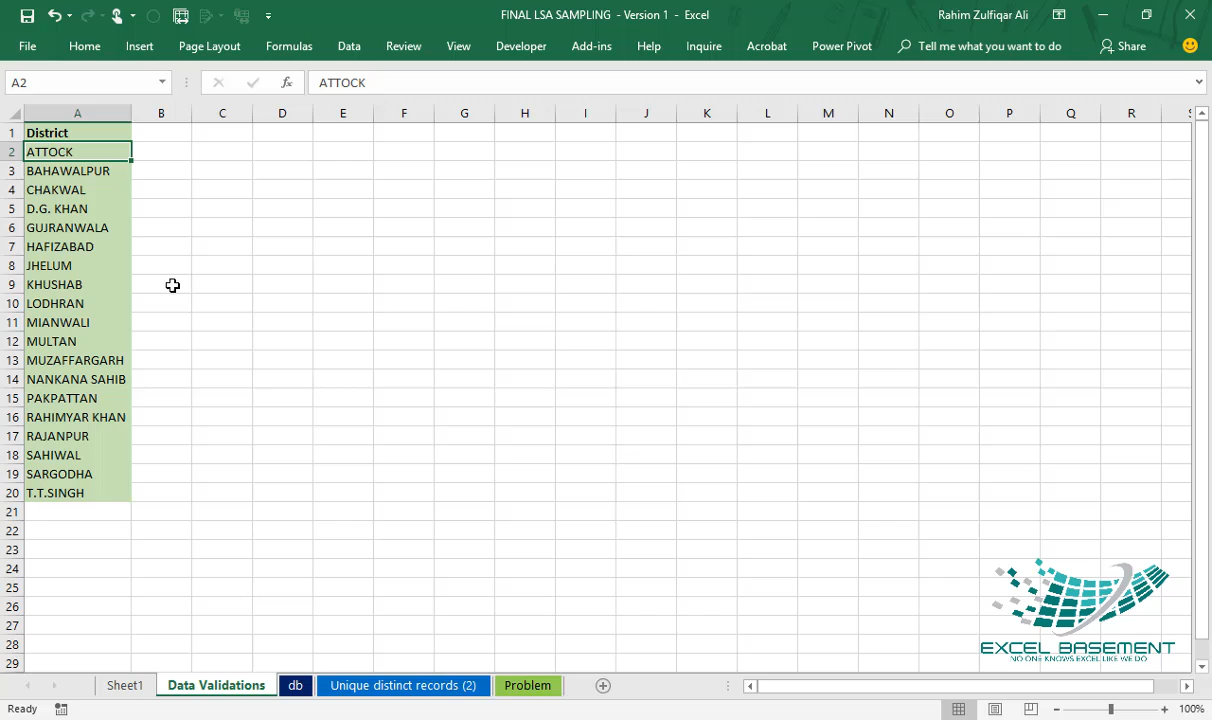 FINAL LSA SAMPLING - Version 1 - Excel
Rahim Zulfiqar Ali
File Home Insert Page Layout Formulas Data Review View Developer Add-ins Help Inquire Acrobat Power Pivot Tell me what you want to do Share
A2 fx ATTOCK
A B C D E F G H I J K L M N O P Q R S
1 District
2 ATTOCK
3 BAHAWALPUR
4 CHAKWAL
5 D.G. KHAN
6 GUJRANWALA
7 HAFIZABAD
8 JHELUM
9 KHUSHAB
10 LODHRAN
11 MIANWALI
12 MULTAN
13 MUZAFFARGARH
14 NANKANA SAHIB
15 PAKPATTAN
16 RAHIMYAR KHAN
17 RAJANPUR
18 SAHIWAL
19 SARGODHA
20 T.T.SINGH
21
22
23
24
25
26
27
28
29
EXCEL BASEMENT
NO ONE KNOWS EXCEL LIKE WE DO
Sheet1 Data Validations db Unique distinct records (2) Problem
Ready 100%